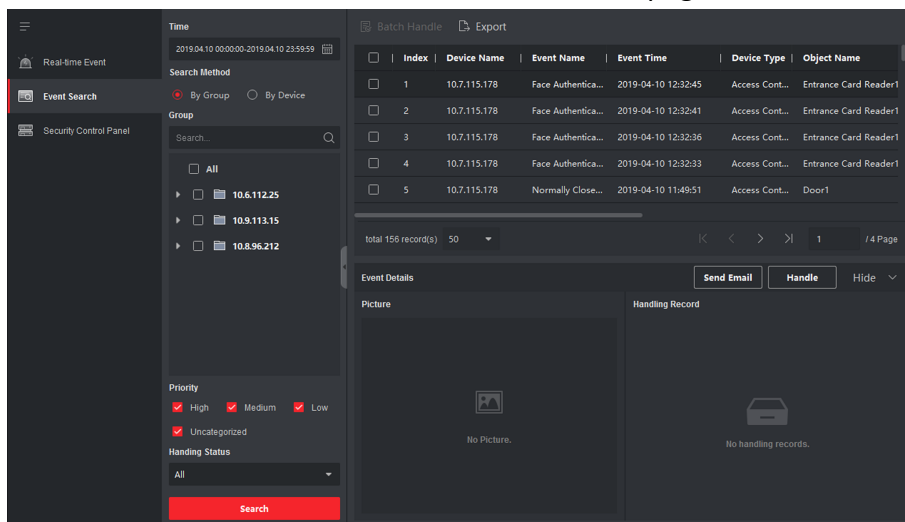 Real-time Event
Event Search
Security Control Panel
Time
2019.04.10 00:00:00-2019.04.10 23:59:59
Search Method
By Group By Device
Group
Search...
All
10.6.112.25
10.9.113.15
10.8.96.212
Priority
High Medium Low
Uncategorized
Handing Status
All
Search
Batch Handle Export
| Index | Device Name | Event Name | Event Time | Device Type | Object Name
1 10.7.115.178 Face Authentica... 2019-04-10 12:32:45 Access Cont... Entrance Card Reader1
2 10.7.115.178 Face Authentica... 2019-04-10 12:32:41 Access Cont... Entrance Card Reader1
3 10.7.115.178 Face Authentica... 2019-04-10 12:32:36 Access Cont... Entrance Card Reader1
4 10.7.115.178 Face Authentica... 2019-04-10 12:32:33 Access Cont... Entrance Card Reader1
5 10.7.115.178 Normally Close... 2019-04-10 11:49:51 Access Cont... Door1
total 156 record(s) 50 1 / 4 Page
Event Details Send Email Handle Hide
Picture Handling Record
No Picture. No handling records.